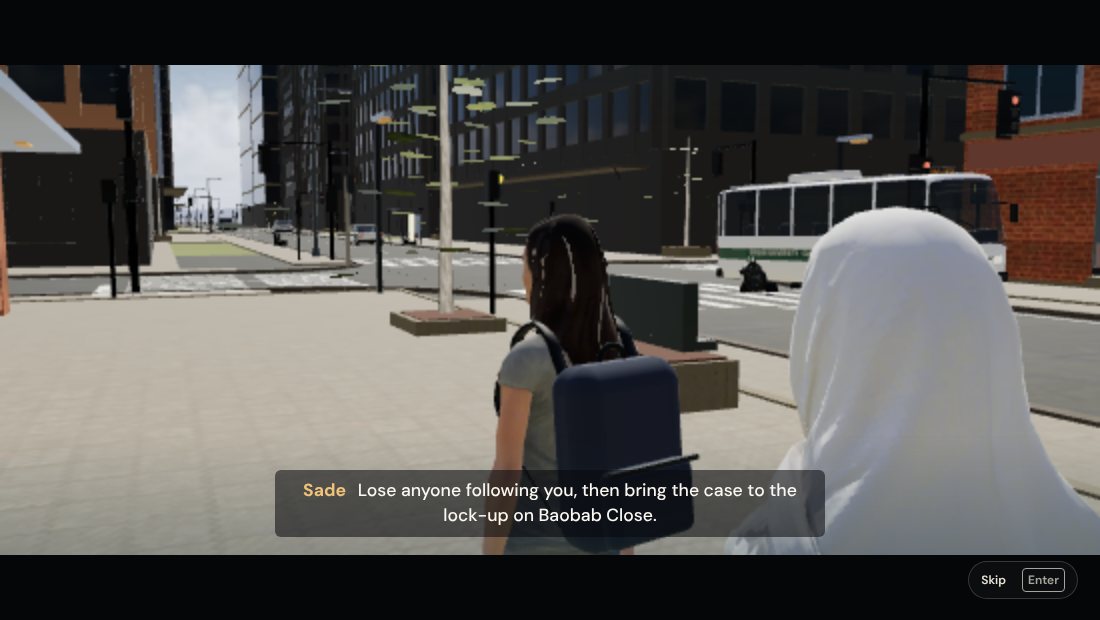 Sade Lose anyone following you, then bring the case to the
lock-up on Baobab Close.
Skip Enter